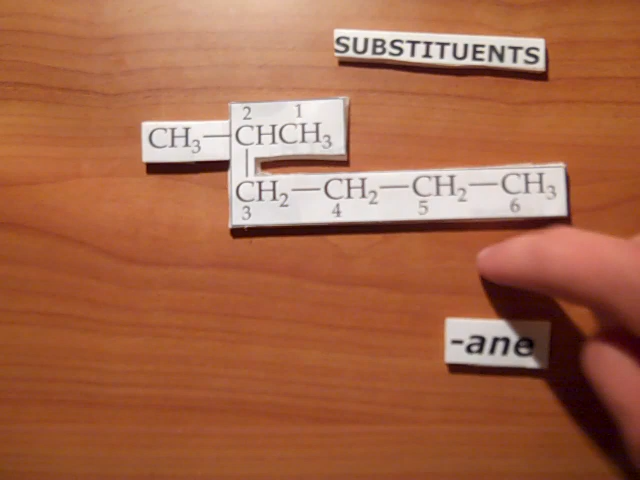 SUBSTITUENTS
2 1
CH₃—CHCH₃
CH₂—CH₂—CH₂—CH₃
3 4 5 6
-ane